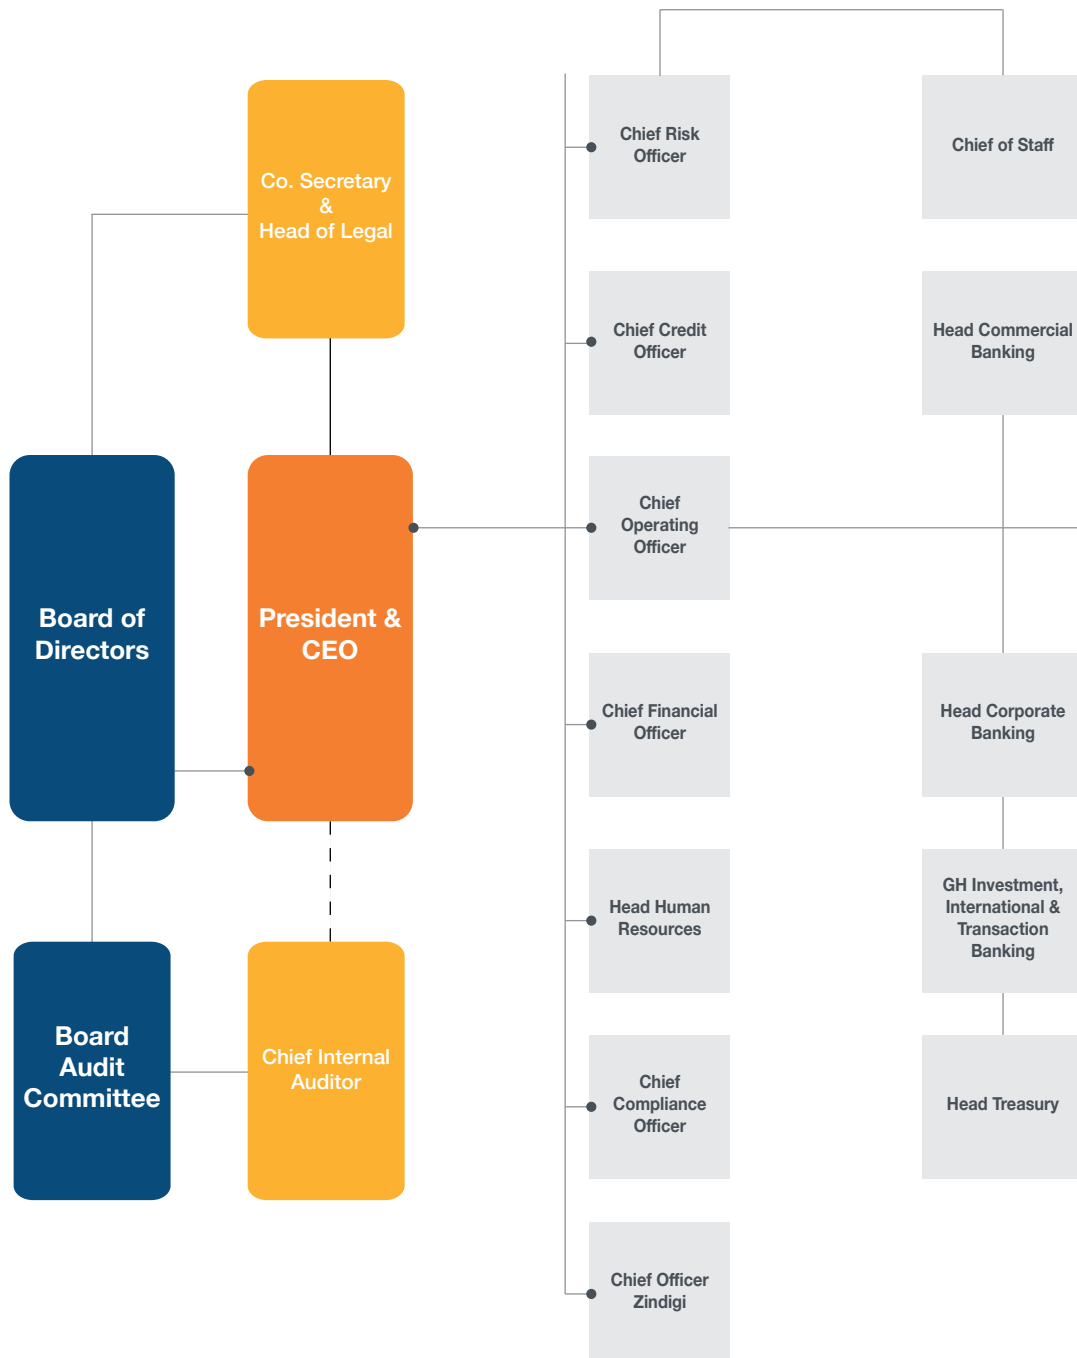 Co. Secretary
&
Head of Legal
Board of
Directors
President &
CEO
Board
Audit
Committee
Chief Internal
Auditor
Chief Risk
Officer
Chief of Staff
Chief Credit
Officer
Head Commercial
Banking
Chief
Operating
Officer
Chief Financial
Officer
Head Corporate
Banking
Head Human
Resources
GH Investment,
International &
Transaction
Banking
Chief
Compliance
Officer
Head Treasury
Chief Officer
Zindigi